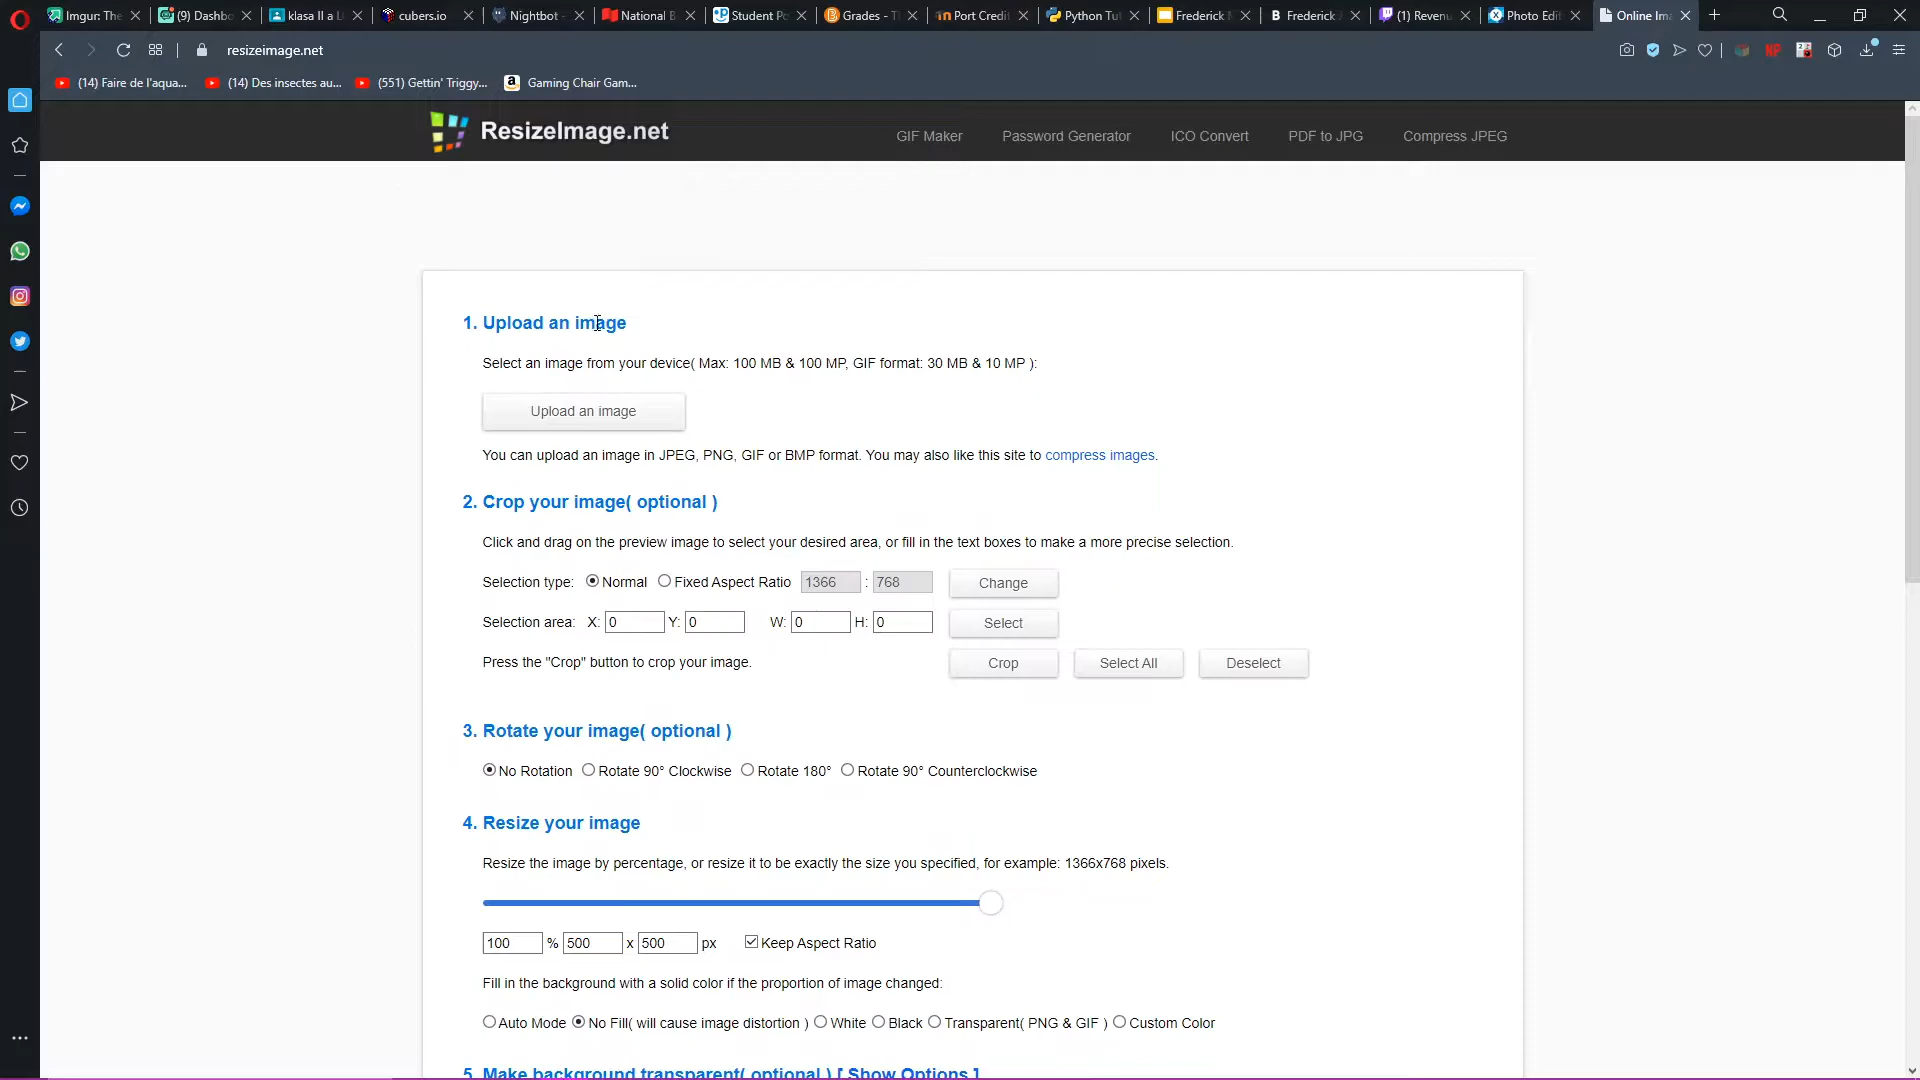 Imgur: The
(9) Dashbo
klasa II a L
cubers.io
Nightbot -
National B
Student Po
Grades - T
Port Credi
Python Tut
Frederick
Frederick
(1) Revenu
Photo Edit
Online Ima
resizeimage.net
(14) Faire de l'aqua...
(14) Des insectes au...
(551) Gettin' Triggy...
Gaming Chair Gam...
ResizeImage.net
GIF Maker
Password Generator
ICO Convert
PDF to JPG
Compress JPEG
1. Upload an image
Select an image from your device( Max: 100 MB & 100 MP, GIF format: 30 MB & 10 MP ):
Upload an image
You can upload an image in JPEG, PNG, GIF or BMP format. You may also like this site to compress images.
2. Crop your image( optional )
Click and drag on the preview image to select your desired area, or fill in the text boxes to make a more precise selection.
Selection type: Normal Fixed Aspect Ratio 1366 : 768 Change
Selection area: X: 0 Y: 0 W: 0 H: 0 Select
Press the "Crop" button to crop your image. Crop Select All Deselect
3. Rotate your image( optional )
No Rotation Rotate 90° Clockwise Rotate 180° Rotate 90° Counterclockwise
4. Resize your image
Resize the image by percentage, or resize it to be exactly the size you specified, for example: 1366x768 pixels.
100 % 500 x 500 px Keep Aspect Ratio
Fill in the background with a solid color if the proportion of image changed:
Auto Mode No Fill( will cause image distortion ) White Black Transparent( PNG & GIF ) Custom Color
5. Make background transparent( optional ) [ Show Options ]